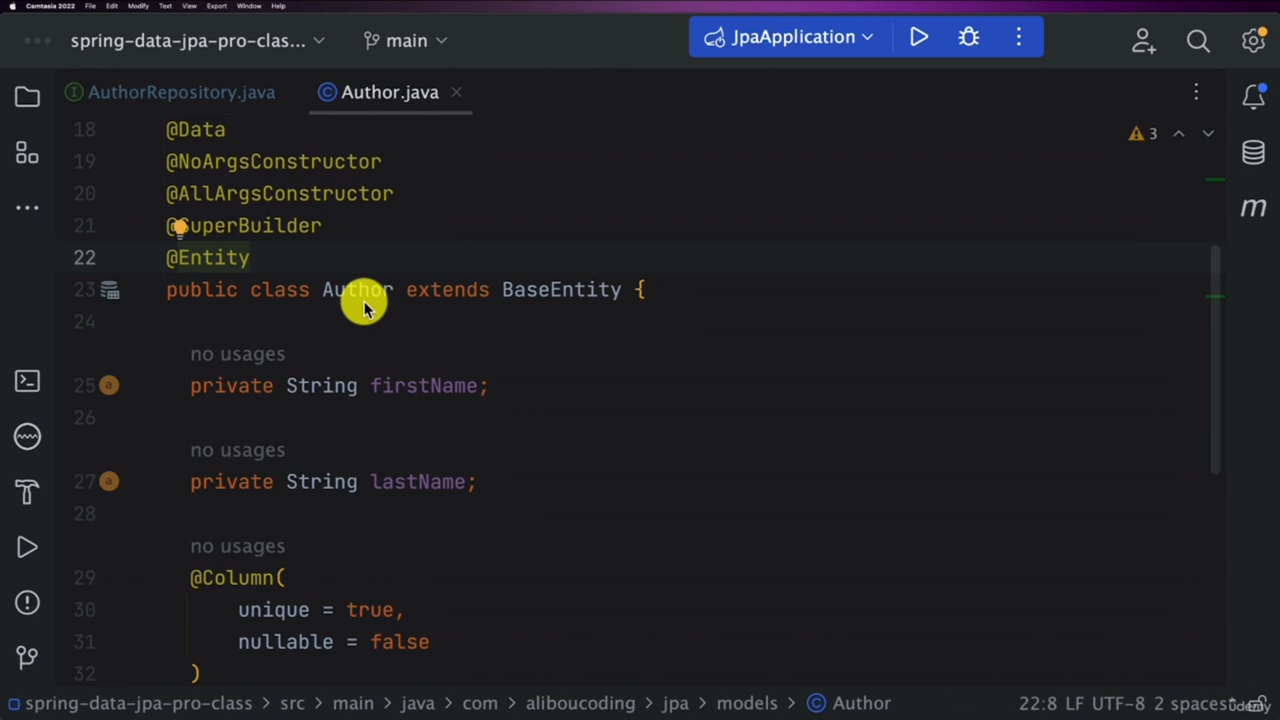 Camtasia 2022 File Edit Modify Text View Export Window Help
spring-data-jpa-pro-clas... main JpaApplication
AuthorRepository.java Author.java
3
18 @Data
19 @NoArgsConstructor
20 @AllArgsConstructor
21 @SuperBuilder
22 @Entity
23 public class Author extends BaseEntity {
24
no usages
25 private String firstName;
26
no usages
27 private String lastName;
28
no usages
29 @Column(
30 unique = true,
31 nullable = false
32 )
spring-data-jpa-pro-class > src > main > java > com > aliboucoding > jpa > models > Author 22:8 LF UTF-8 2 spaces
udemy